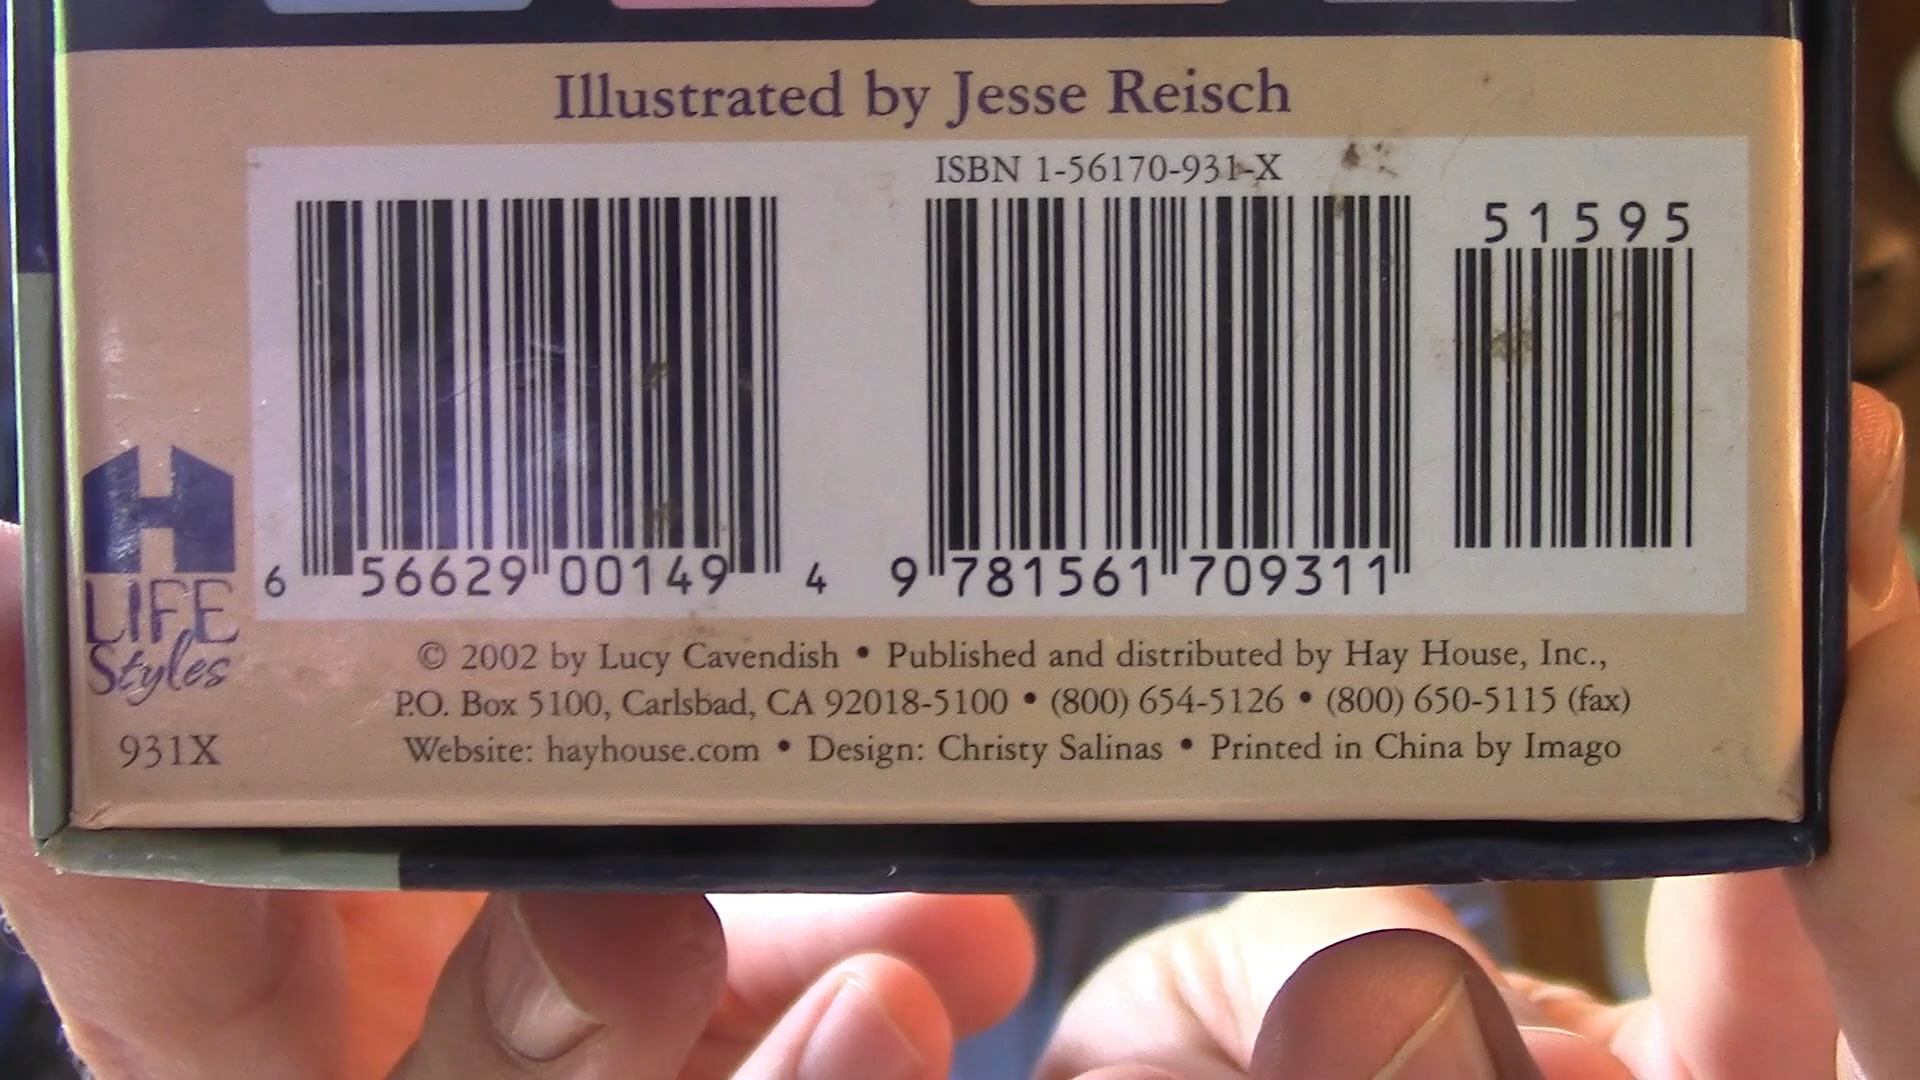 Illustrated by Jesse Reisch
ISBN 1-56170-931-X
51595
6 56629 00149 4
9 781561 709311
H
LIFE
Styles
931X
© 2002 by Lucy Cavendish • Published and distributed by Hay House, Inc.,
P.O. Box 5100, Carlsbad, CA 92018-5100 • (800) 654-5126 • (800) 650-5115 (fax)
Website: hayhouse.com • Design: Christy Salinas • Printed in China by Imago